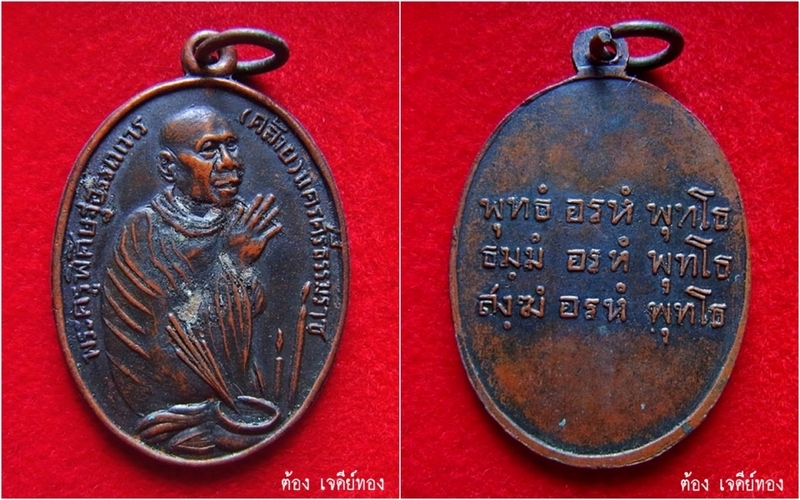 พระครูพิศิษฐ์อรรถการ
(คล้าย) นครศรีธรรมราช
พุทธํ อรหํ พุทโธ
ธมฺมํ อรหํ พุทโธ
สงฺฆํ อรหํ พุทโธ
ต้อง เจดีย์ทอง
ต้อง เจดีย์ทอง